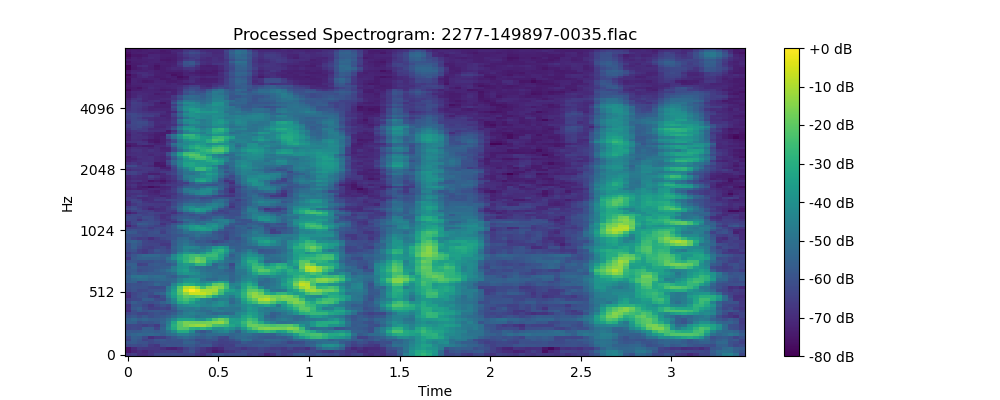 Processed Spectrogram: 2277-149897-0035.flac
Hz
4096
2048
1024
512
0
0
0.5
1
1.5
2
2.5
3
Time
+0 dB
-10 dB
-20 dB
-30 dB
-40 dB
-50 dB
-60 dB
-70 dB
-80 dB